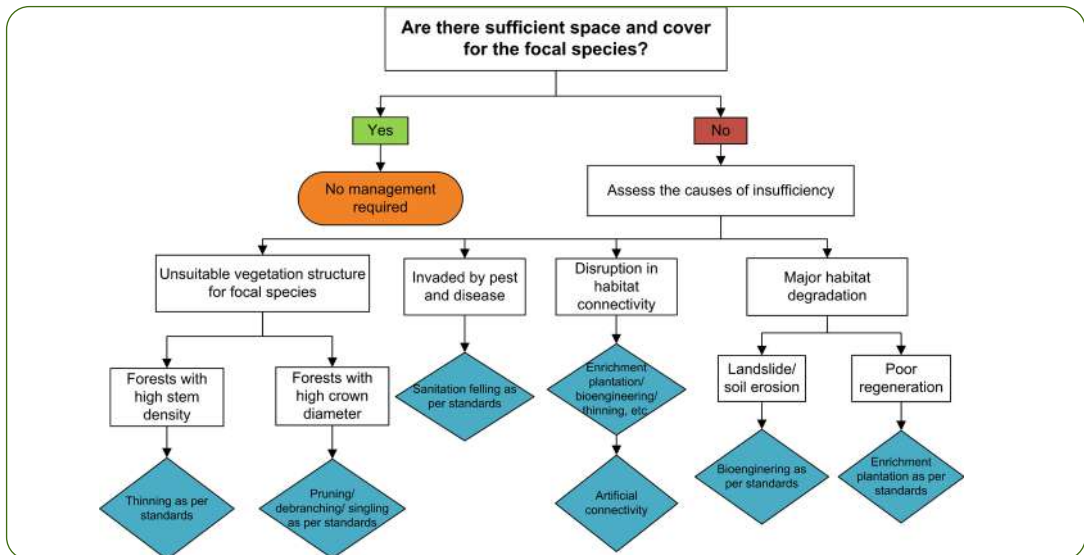 Are there sufficient space and cover
for the focal species?
Yes
No
No management
required
Assess the causes of insufficiency
Unsuitable vegetation structure
for focal species
Invaded by pest
and disease
Disruption in
habitat
connectivity
Major habitat
degradation
Forests with
high stem
density
Forests with
high crown
diameter
Sanitation felling as
per standards
Enrichment
plantation/
bioengineering/
thinning, etc
Landslide/
soil erosion
Poor
regeneration
Thinning as per
standards
Pruning/
debranching/ singling
as per standards
Artificial
connectivity
Bioenginering as
per standards
Enrichment
plantation as per
standards